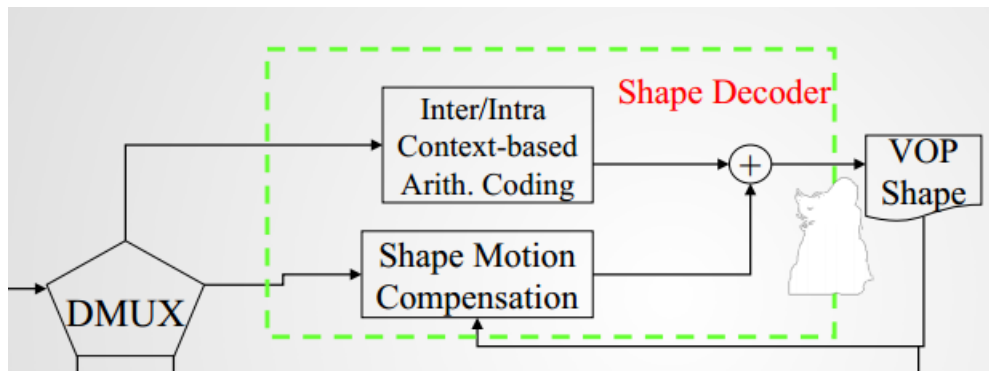 Shape Decoder
Inter/Intra
Context-based
Arith. Coding
+
VOP
Shape
Shape Motion
Compensation
DMUX